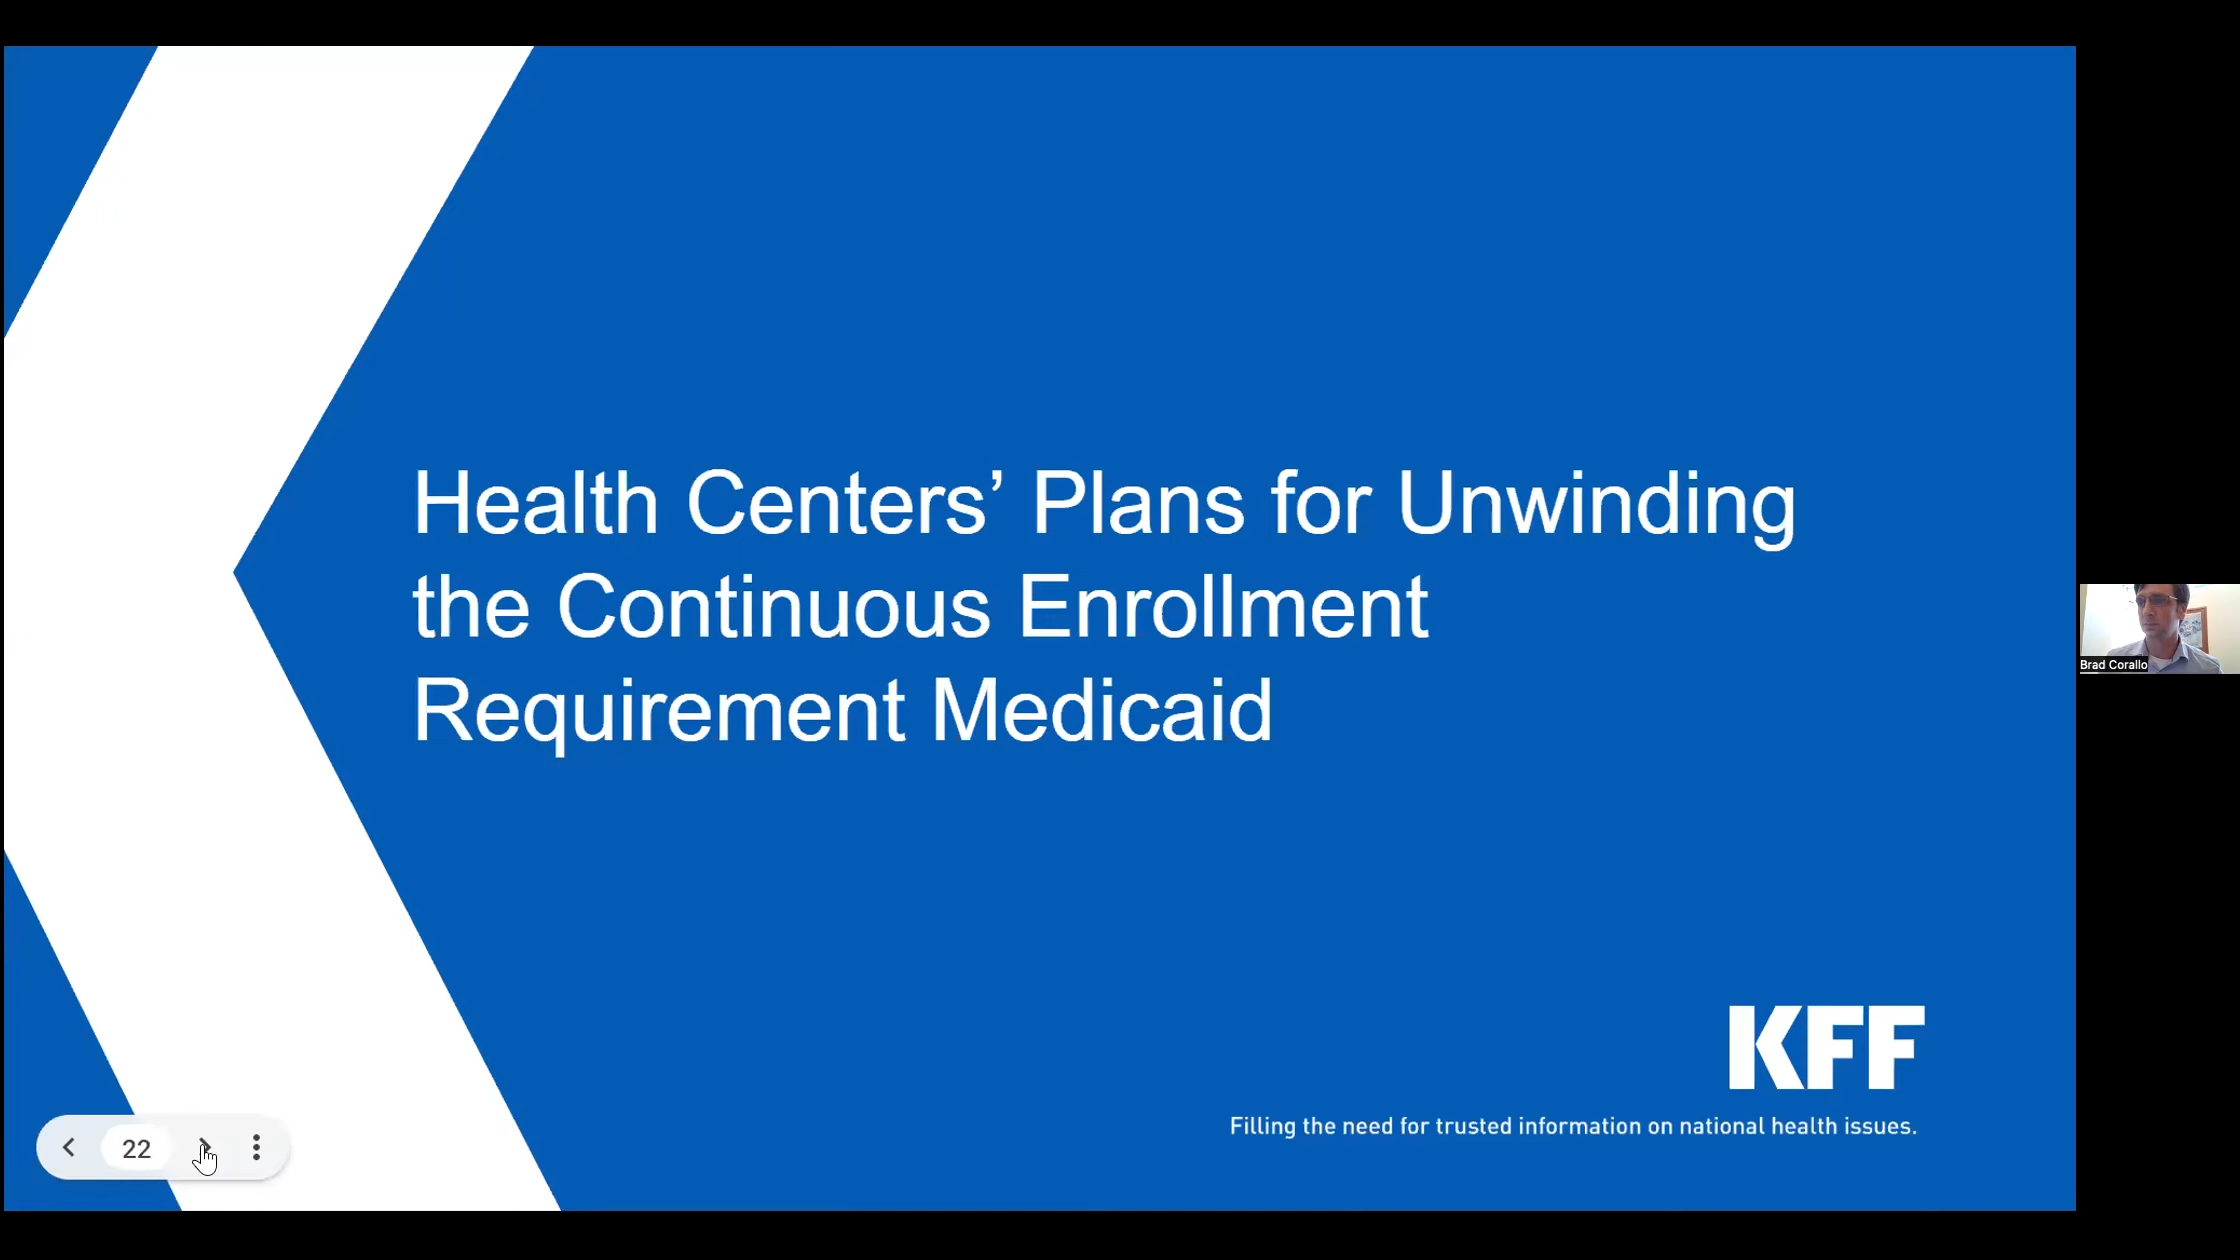 Health Centers’ Plans for Unwinding
the Continuous Enrollment
Requirement Medicaid
Brad Corallo
KFF
Filling the need for trusted information on national health issues.
22